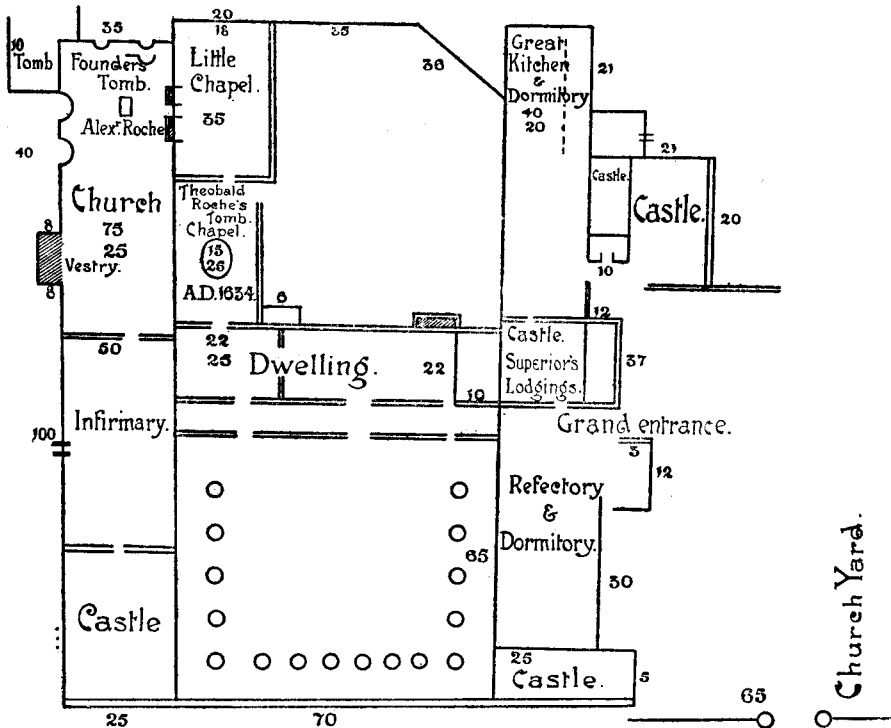 20
35
18
35
10
Tomb
Founders
Tomb.
Little
Chapel.
36
Great
Kitchen
&
Dormitory
21
40
20
Alexr. Roche
35
40
21
Castle.
Castle.
20
Church
75
25
Theobald
Roche's
Tomb.
Chapel.
15
26
A.D. 1634.
8
Vestry.
8
10
6
12
50
22
25
Dwelling.
22
10
Castle.
Superior's
Lodgings.
37
Infirmary.
Grand entrance.
3
12
100
Refectory
&
Dormitory.
65
30
Castle
25
Castle.
5
25
70
65
Church Yard.